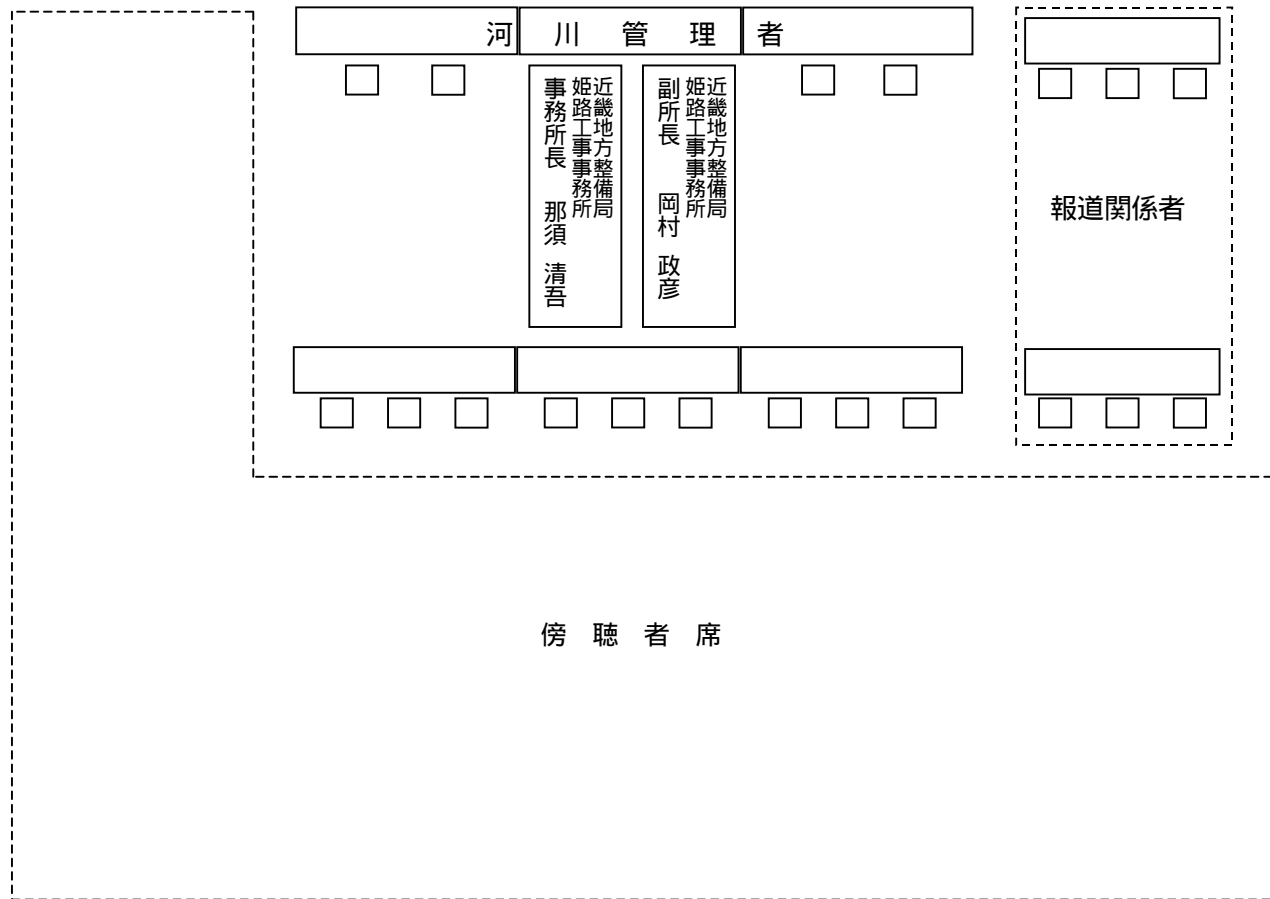 河川管理者
近畿地方整備局
姫路工事事務所
副所長 岡村 政彦
近畿地方整備局
姫路工事事務所
事務所長 那須 清吾
報道関係者
傍聴者席